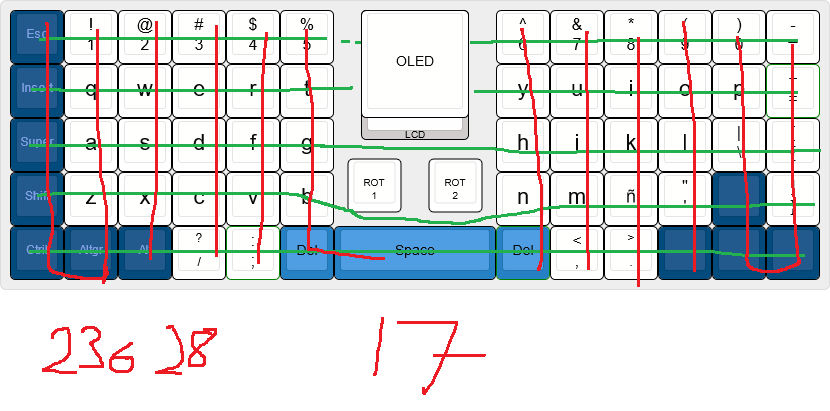 Esc ! 1 @ 2 # 3 $ 4 % 5 OLED ^ 6 & 7 * 8 ( 9 ) 0 -
Insert q w e r t y u i o p =
LCD
Super a s d f g h j k l | \
Shift z x c v b ROT 1 ROT 2 n m ñ " '
Ctrl Altgr Alt ? / : ; Del Space Del < , > .
236 28 17